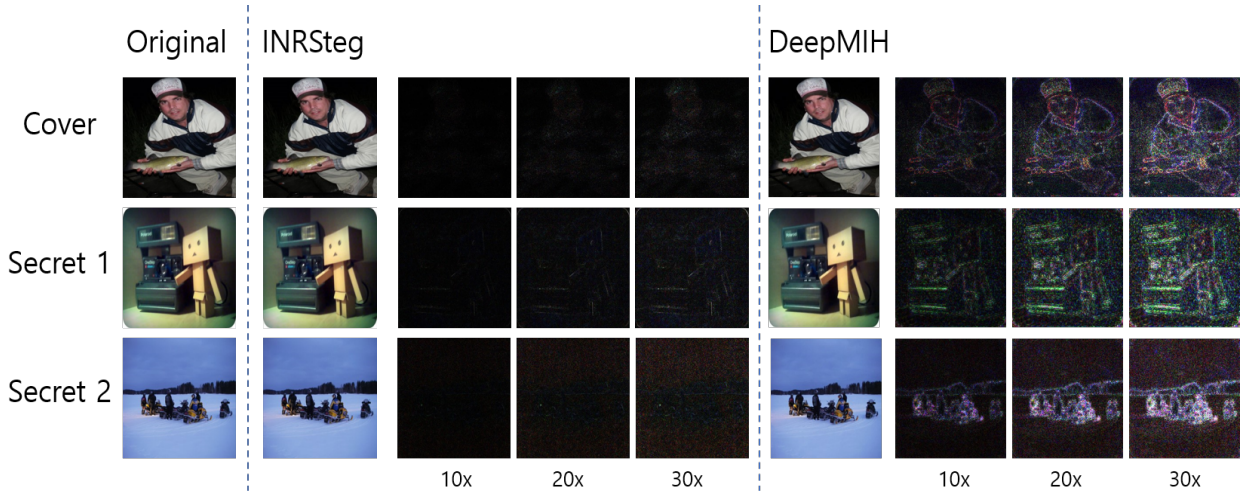 Original INRSteg DeepMIH
Cover
Secret 1
Secret 2
10x 20x 30x 10x 20x 30x